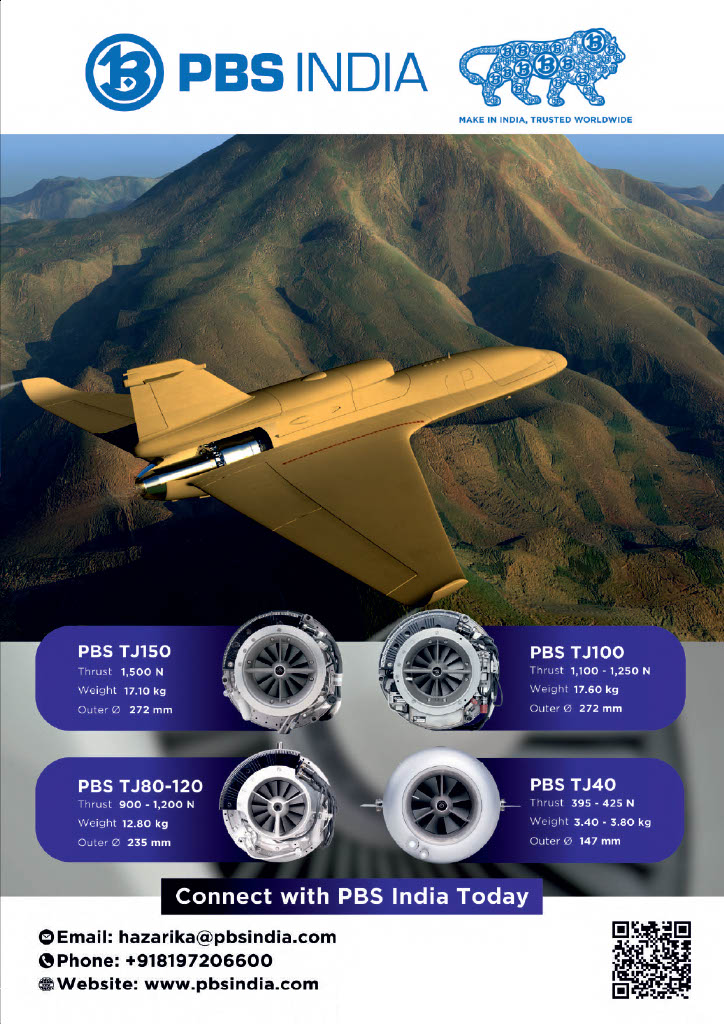 PBS INDIA
MAKE IN INDIA, TRUSTED WORLDWIDE
PBS TJ150
Thrust 1,500 N
Weight 17.10 kg
Outer Ø 272 mm
PBS TJ100
Thrust 1,100 - 1,250 N
Weight 17.60 kg
Outer Ø 272 mm
PBS TJ80-120
Thrust 900 - 1,200 N
Weight 12.80 kg
Outer Ø 235 mm
PBS TJ40
Thrust 395 - 425 N
Weight 3.40 - 3.80 kg
Outer Ø 147 mm
Connect with PBS India Today
Email: hazarika@pbsindia.com
Phone: +918197206600
Website: www.pbsindia.com